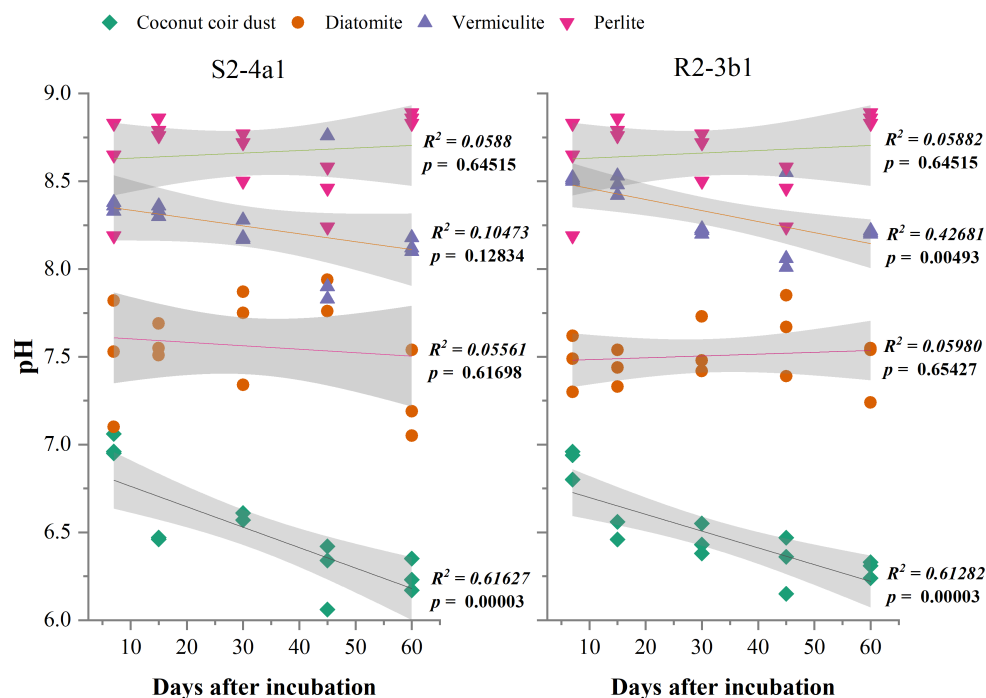 Coconut coir dust Diatomite Vermiculite Perlite
S2-4a1
R2-3b1
pH
9.0
8.5
8.0
7.5
7.0
6.5
6.0
R² = 0.0588
p = 0.64515
R² = 0.10473
p = 0.12834
R² = 0.05561
p = 0.61698
R² = 0.61627
p = 0.00003
R² = 0.05882
p = 0.64515
R² = 0.42681
p = 0.00493
R² = 0.05980
p = 0.65427
R² = 0.61282
p = 0.00003
10 20 30 40 50 60
10 20 30 40 50 60
Days after incubation
Days after incubation